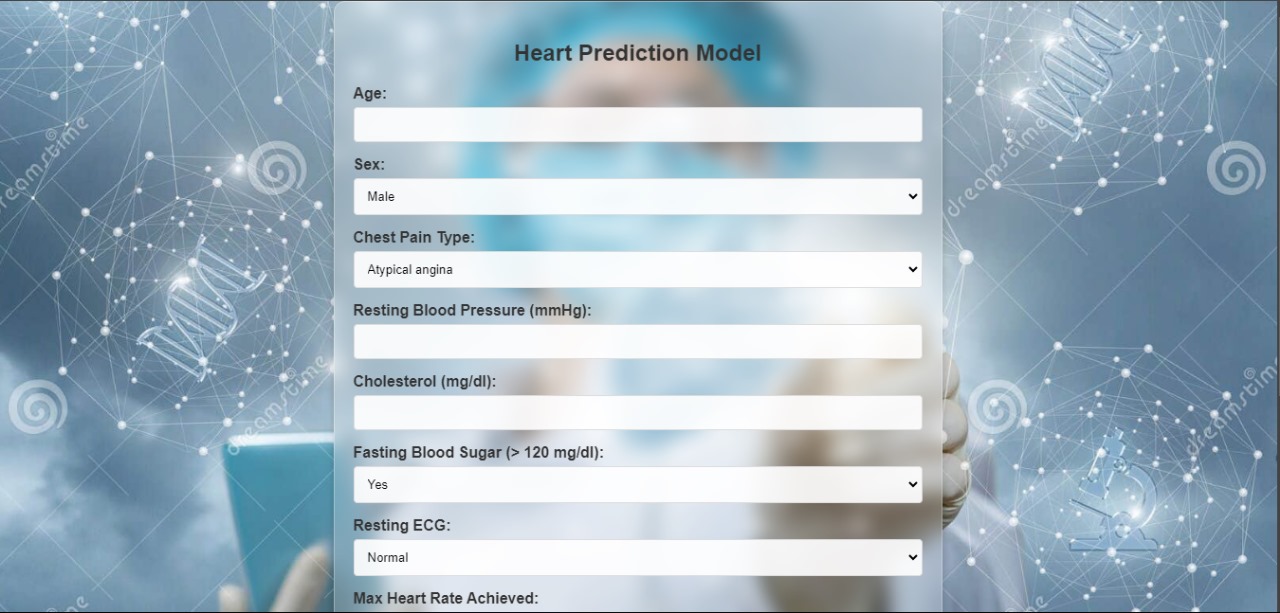 Heart Prediction Model
Age:
Sex:
Male
Chest Pain Type:
Atypical angina
Resting Blood Pressure (mmHg):
Cholesterol (mg/dl):
Fasting Blood Sugar (> 120 mg/dl):
Yes
Resting ECG:
Normal
Max Heart Rate Achieved:
dreamstime
dreamstime
dreamstime
dreamstime